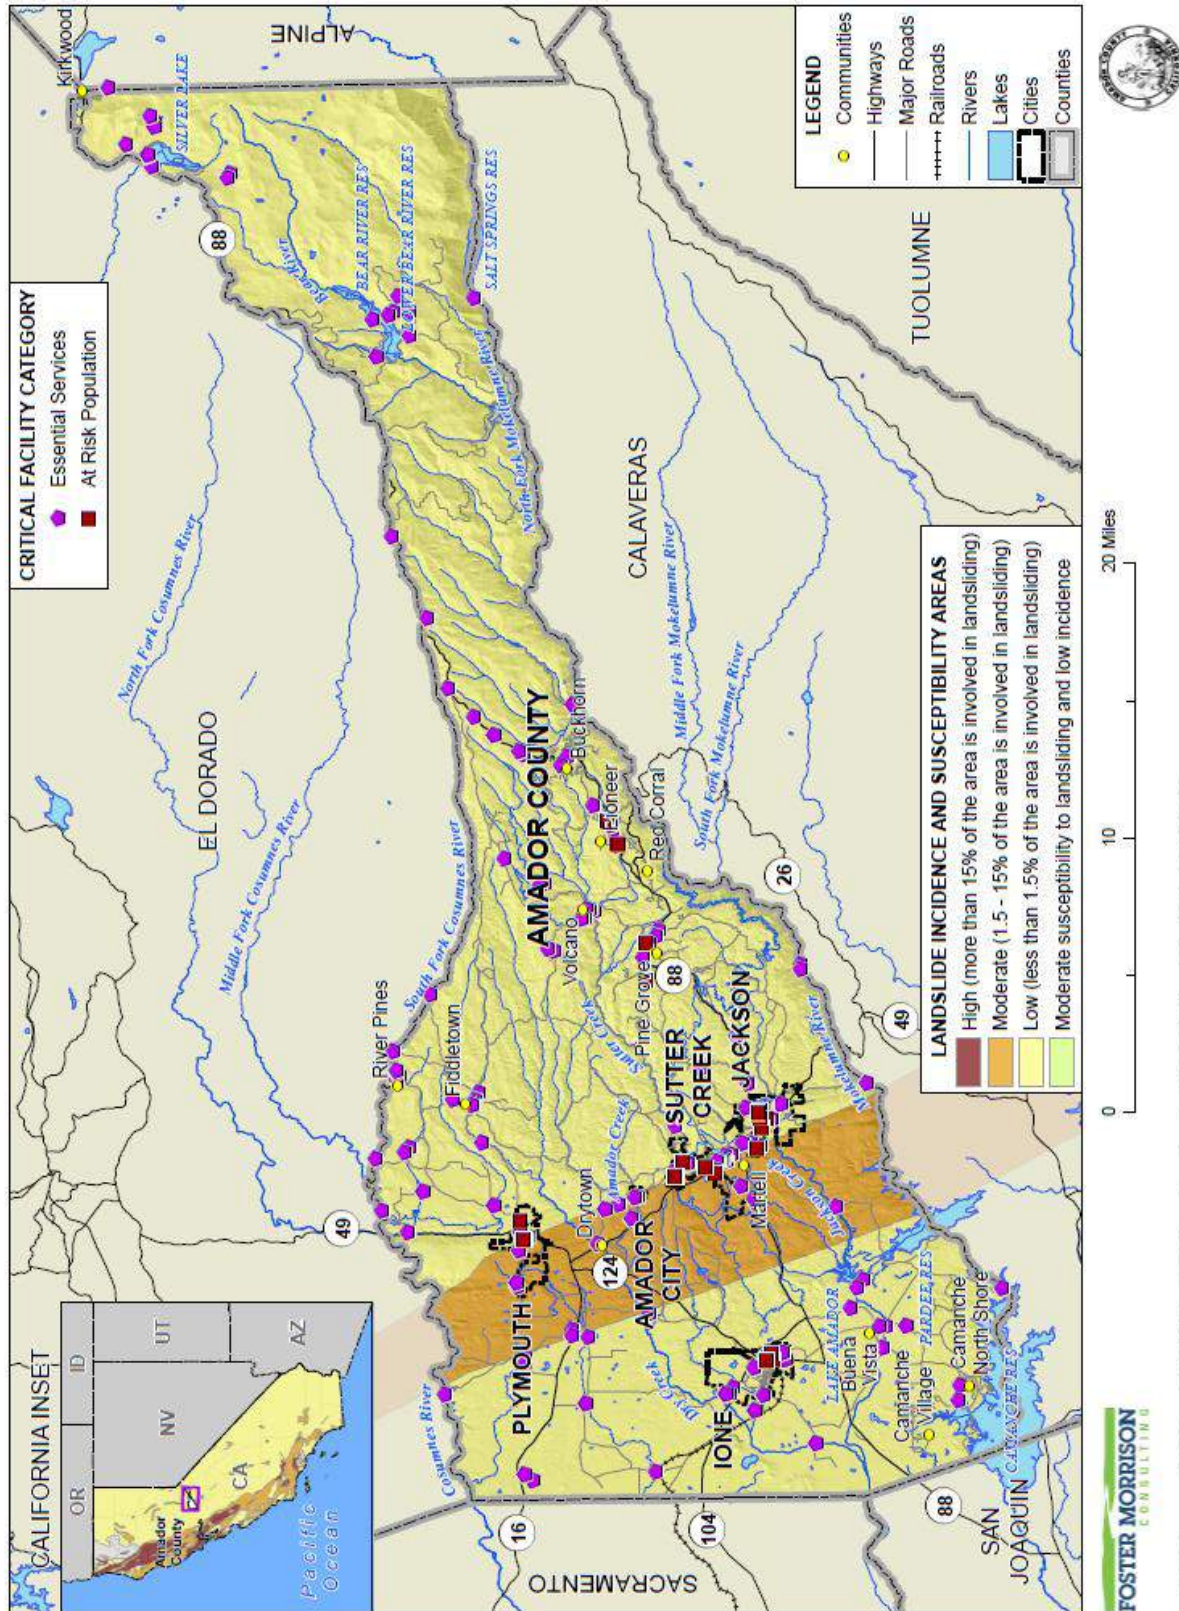 CALIFORNIA INSET
OR
ID
NV
UT
CA
AZ
Amador
County
Pacific
Ocean
CRITICAL FACILITY CATEGORY
Essential Services
At Risk Population
Kirkwood
ALPINE
SILVER LAKE
88
Bear River
BEAR RIVER RES
LOWER BEAR RIVER RES
SALT SPRINGS RES
North Fork Mokelumne River
North Fork Cosumnes River
EL DORADO
Middle Fork Cosumnes River
South Fork Cosumnes River
River Pines
Fiddletown
49
Cosumnes River
AMADOR COUNTY
Buckhorn
Pioneer
Red Corral
Volcano
Pine Grove
88
Sutter Creek
SUTTER
CREEK
JACKSON
Amador Creek
Drytown
124
AMADOR
CITY
Martell
Jackson Creek
Mokelumne River
PLYMOUTH
Dry Creek
IONE
LAKE AMADOR
Buena
Vista
PARDEE RES
Camanche
Village
Camanche
North Shore
CAMANCHE RES
16
104
88
SACRAMENTO
SAN
JOAQUIN
26
49
CALAVERAS
Middle Fork Mokelumne River
South Fork Mokelumne River
TUOLUMNE
LEGEND
Communities
Highways
Major Roads
Railroads
Rivers
Lakes
Cities
Counties
LANDSLIDE INCIDENCE AND SUSCEPTIBILITY AREAS
High (more than 15% of the area is involved in landsliding)
Moderate (1.5 - 15% of the area is involved in landsliding)
Low (less than 1.5% of the area is involved in landsliding)
Moderate susceptibility to landsliding and low incidence
0
10
20 Miles
FOSTER MORRISON
CONSULTING